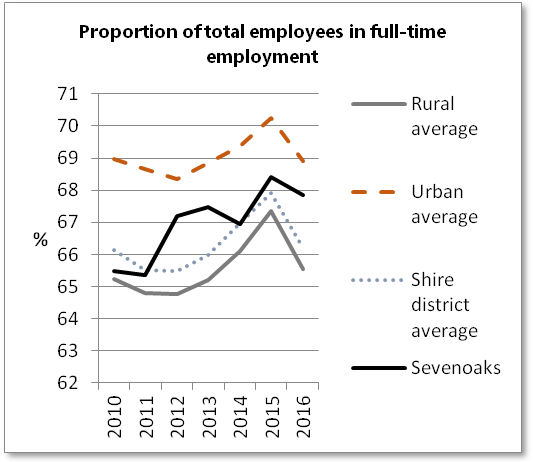 Proportion of total employees in full-time
employment
71
70
69
68
67
66
65
64
63
62
%
2010
2011
2012
2013
2014
2015
2016
Rural
average
Urban
average
Shire
district
average
Sevenoaks